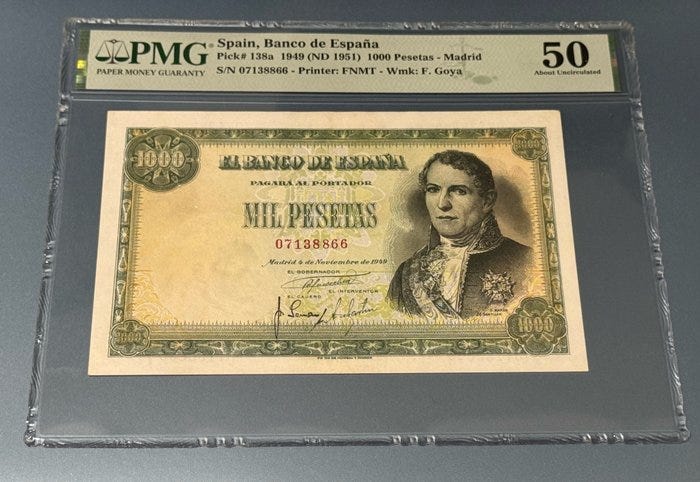 PMG
PAPER MONEY GUARANTY
Spain, Banco de España
Pick# 138a 1949 (ND 1951) 1000 Pesetas - Madrid
S/N 07138866 - Printer: FNMT - Wmk: F. Goya
50
About Uncirculated
1000
1000
EL BANCO DE ESPAÑA
PAGARÁ AL PORTADOR
MIL PESETAS
07138866
Madrid 4 de Noviembre de 1949
EL GOBERNADOR
EL INTERVENTOR
EL CAJERO
1000
1000